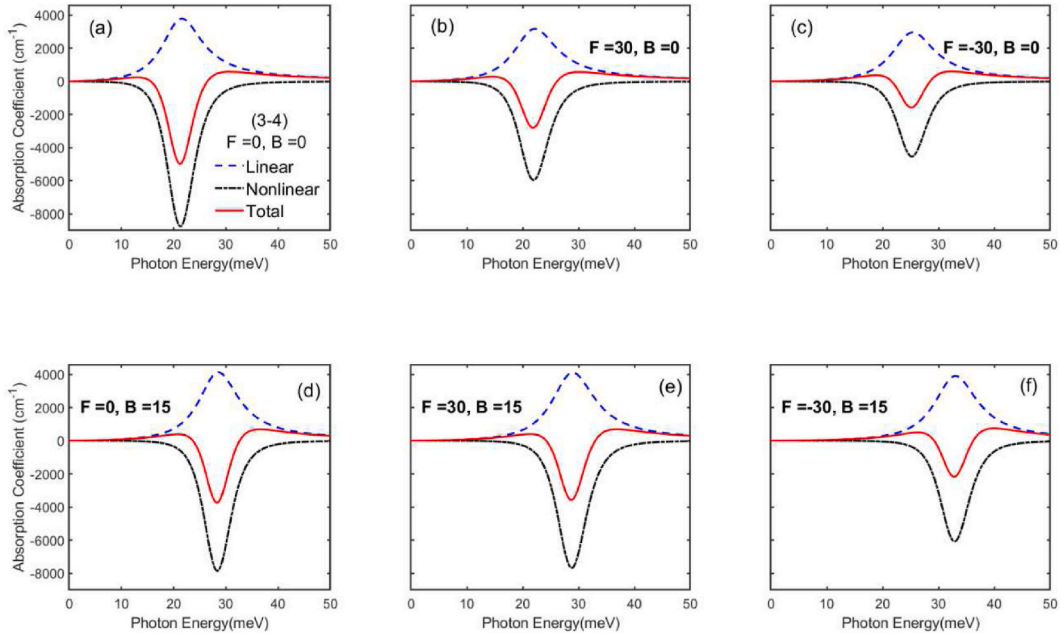 Absorption Coefficient (cm⁻¹)
4000
2000
0
-2000
-4000
-6000
-8000
(a)
(3-4)
F =0, B =0
Linear
Nonlinear
Total
0 10 20 30 40 50
Photon Energy(meV)
(b)
F =30, B =0
0 10 20 30 40 50
Photon Energy(meV)
(c)
F =-30, B =0
0 10 20 30 40 50
Photon Energy(meV)
Absorption Coefficient (cm⁻¹)
4000
2000
0
-2000
-4000
-6000
-8000
(d)
F =0, B =15
0 10 20 30 40 50
Photon Energy(meV)
(e)
F =30, B =15
0 10 20 30 40 50
Photon Energy(meV)
(f)
F =-30, B =15
0 10 20 30 40 50
Photon Energy(meV)